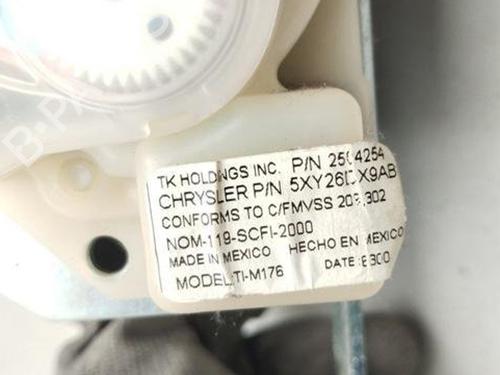 TK HOLDINGS INC. P/N
CHRYSLER P/N
CONFORMS TO C/FMVSS
NOM-119-SCFI-2000
MADE IN MEXICO HECHO EN MEXICO
MODEL:TI-M176 DATE
B-PARTS